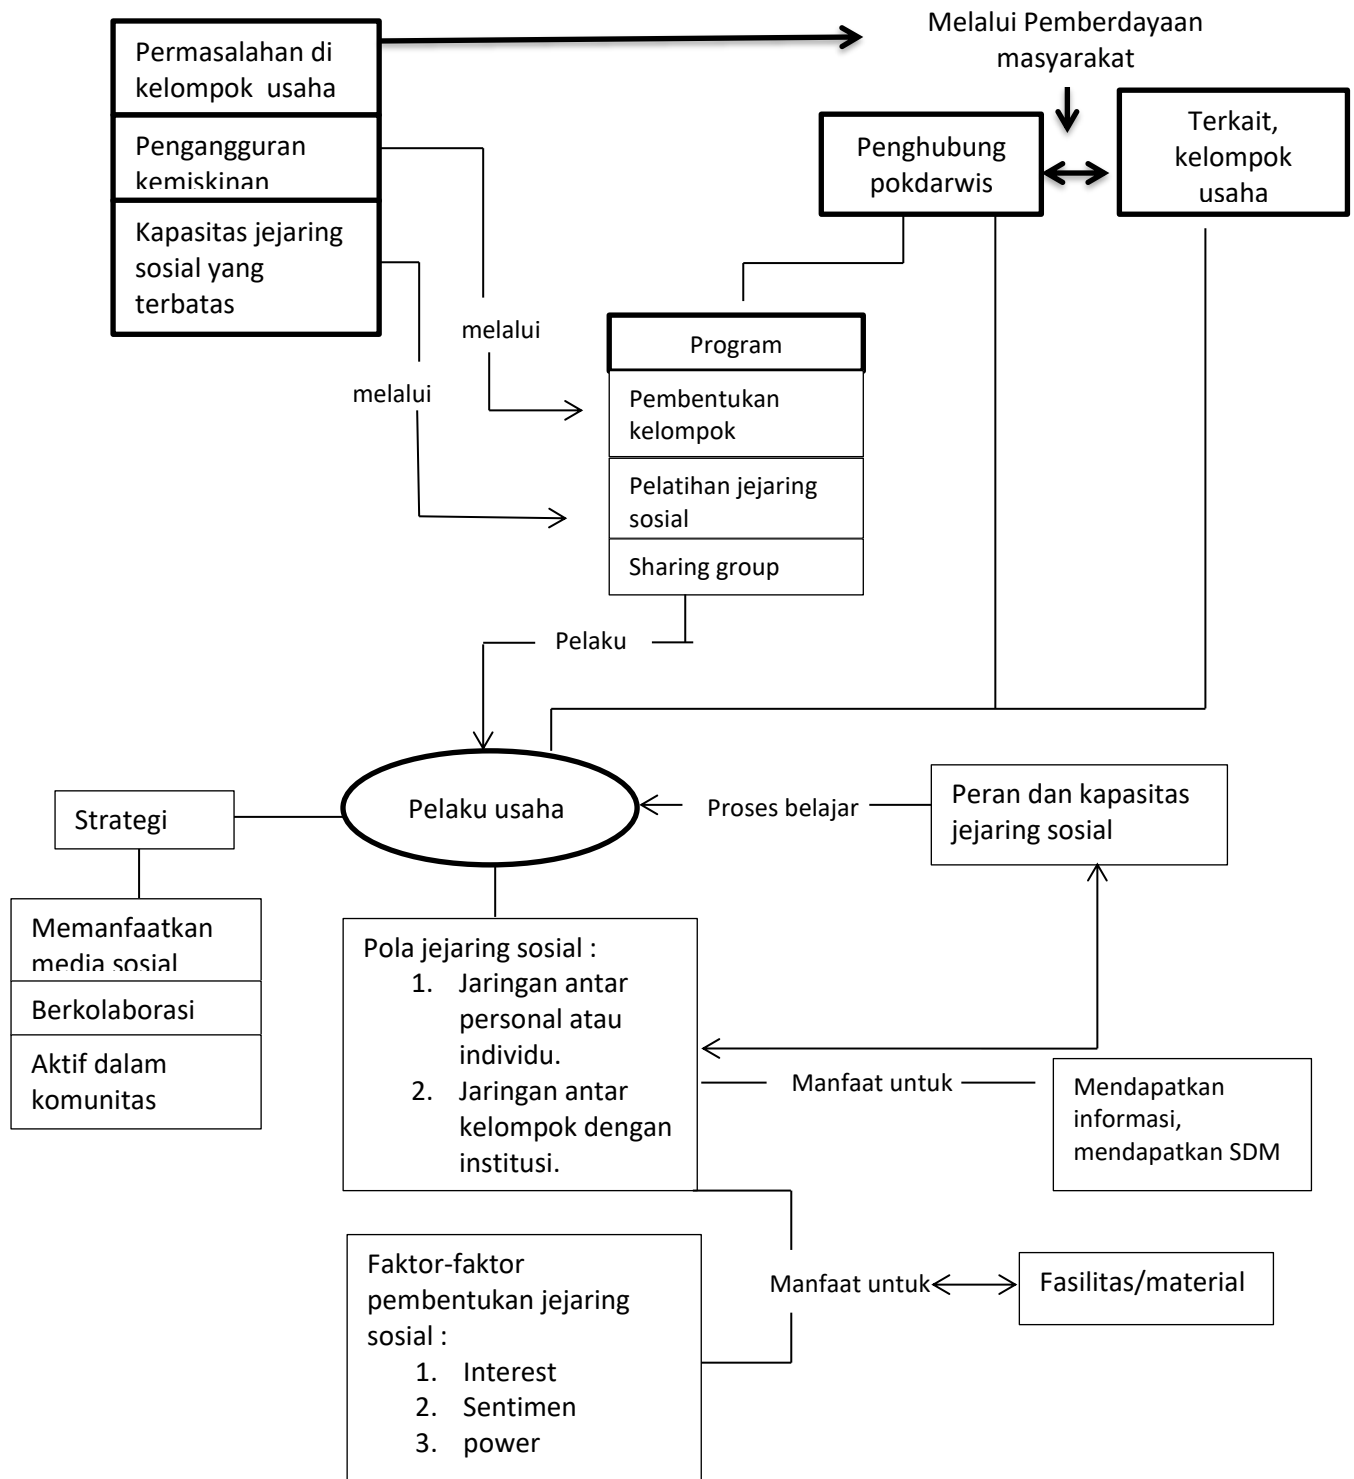 Permasalahan di
kelompok usaha
Pengangguran
kemiskinan
Kapasitas jejaring
sosial yang
terbatas
Melalui Pemberdayaan
masyarakat
Penghubung
pokdarwis
Terkait,
kelompok
usaha
melalui
melalui
Program
Pembentukan
kelompok
Pelatihan jejaring
sosial
Sharing group
Pelaku
Pelaku usaha
Proses belajar
Peran dan kapasitas
jejaring sosial
Strategi
Memanfaatkan
media sosial
Berkolaborasi
Aktif dalam
komunitas
Pola jejaring sosial :
1. Jaringan antar
personal atau
individu.
2. Jaringan antar
kelompok dengan
institusi.
Manfaat untuk
Mendapatkan
informasi,
mendapatkan SDM
Faktor-faktor
pembentukan jejaring
sosial :
1. Interest
2. Sentimen
3. power
Manfaat untuk
Fasilitas/material